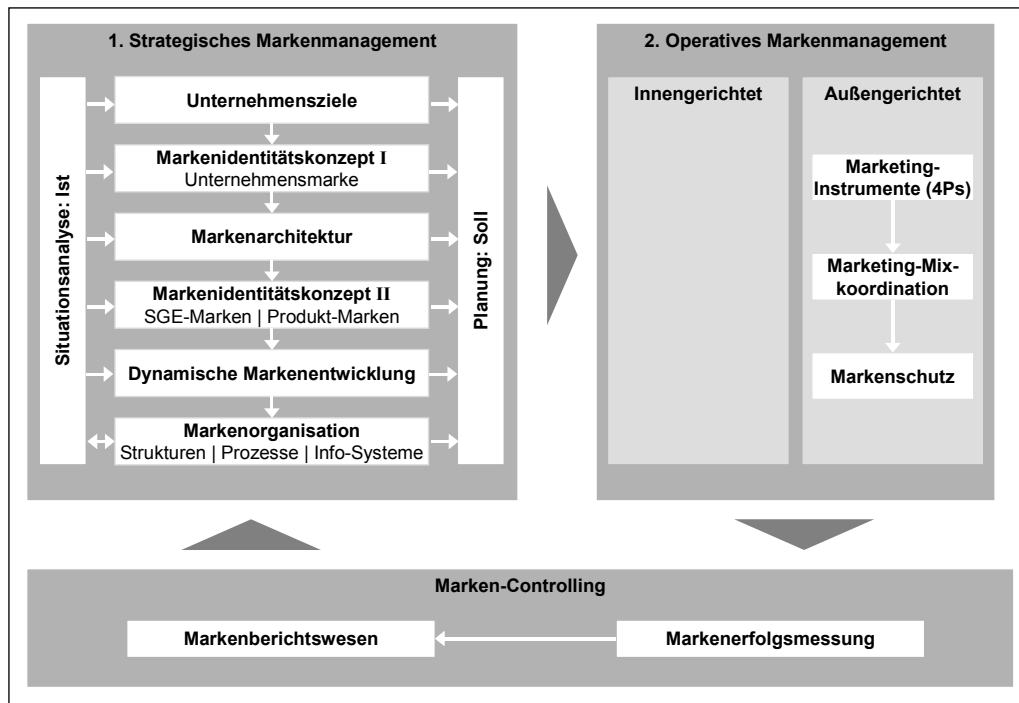 1. Strategisches Markenmanagement
Situationsanalyse: Ist
Unternehmensziele
Markenidentitätskonzept I
Unternehmensmarke
Markenarchitektur
Markenidentitätskonzept II
SGE-Marken | Produkt-Marken
Dynamische Markenentwicklung
Markenorganisation
Strukturen | Prozesse | Info-Systeme
Planung: Soll
2. Operatives Markenmanagement
Innengerichtet
Außengerichtet
Marketing-
Instrumente (4Ps)
Marketing-Mix-
koordination
Markenschutz
Marken-Controlling
Markenberichtswesen
Markenerfolgsmessung